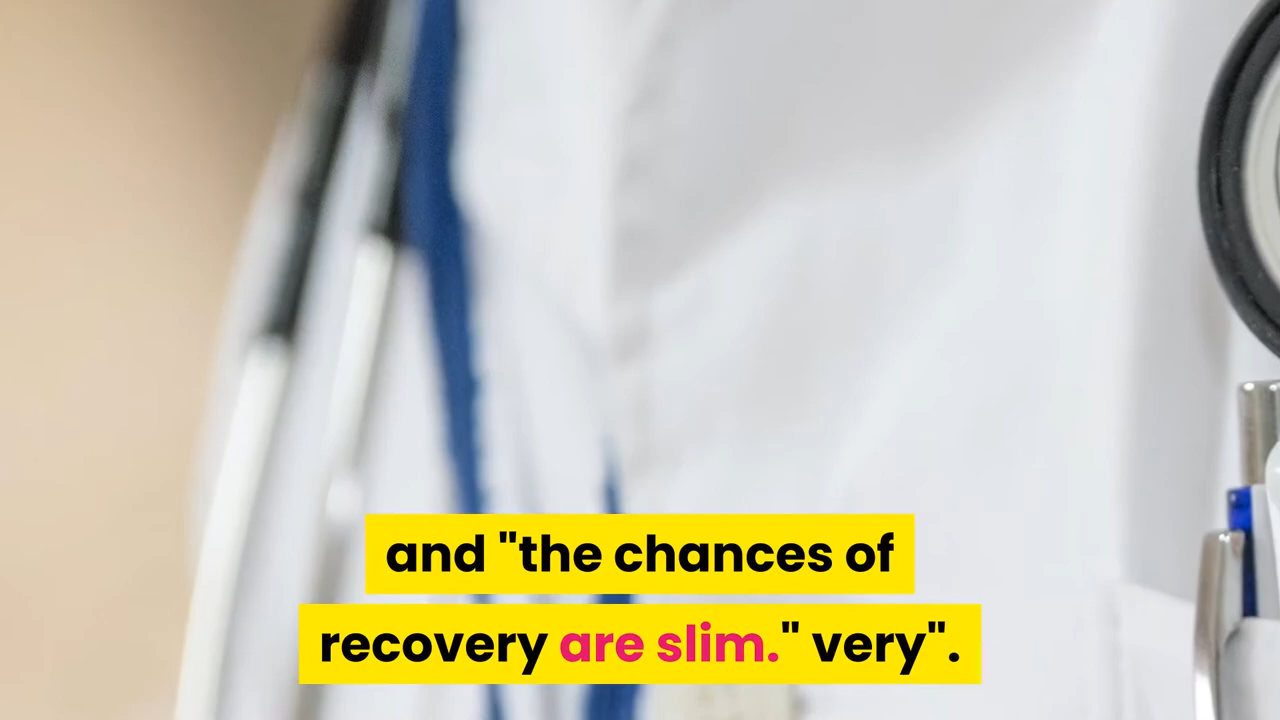 and "the chances of
recovery are slim." very".